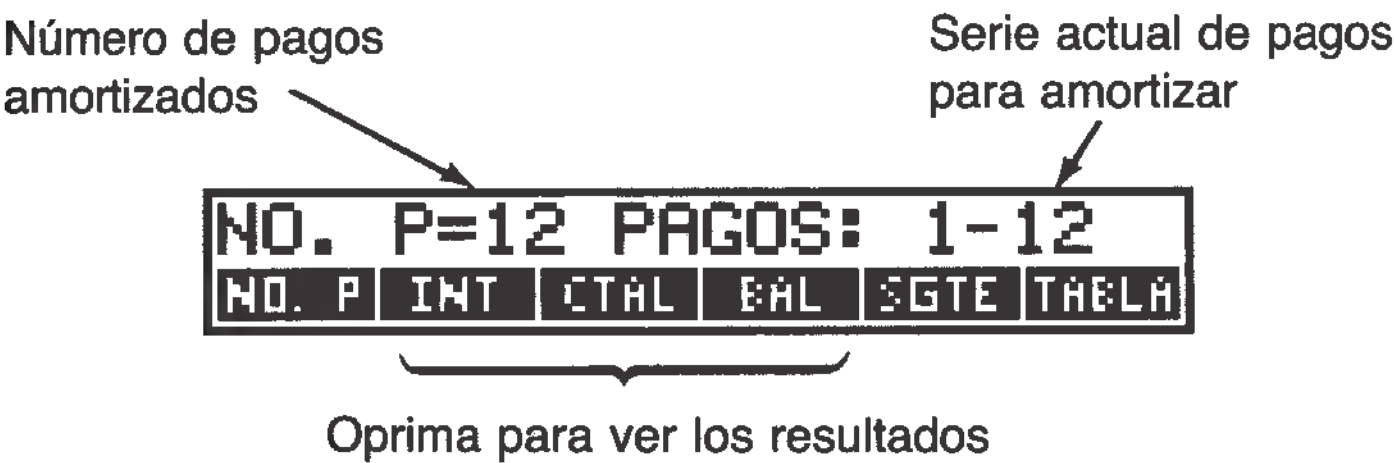 Número de pagos
amortizados
Serie actual de pagos
para amortizar
NO. P=12 PAGOS: 1-12
NO. P INT CTAL BAL SGTE TABLA
Oprima para ver los resultados